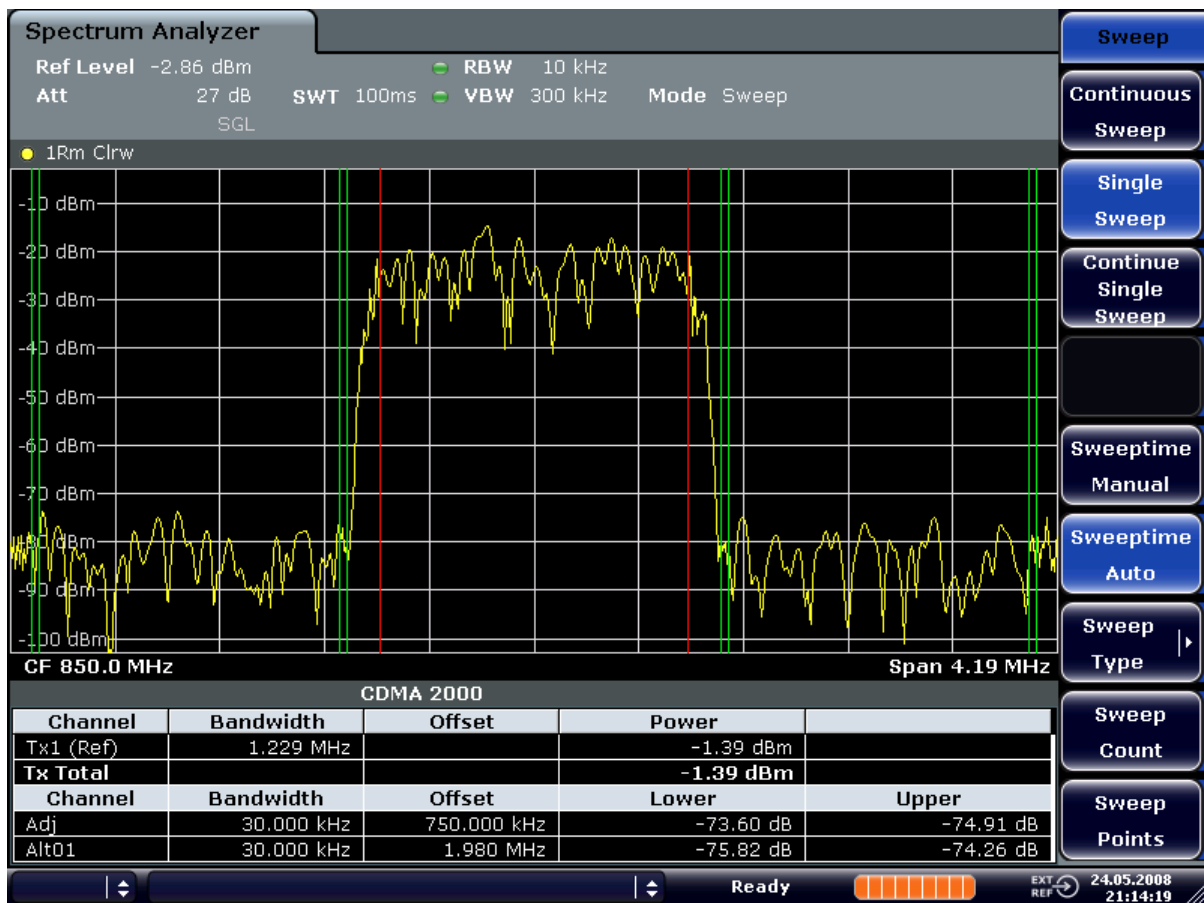 Spectrum Analyzer
Ref Level -2.86 dBm RBW 10 kHz
Att 27 dB SWT 100ms VBW 300 kHz Mode Sweep
SGL
1Rm Clrw
-10 dBm
-20 dBm
-30 dBm
-40 dBm
-50 dBm
-60 dBm
-70 dBm
-80 dBm
-90 dBm
-100 dBm
CF 850.0 MHz Span 4.19 MHz
CDMA 2000
Channel Bandwidth Offset Power
Tx1 (Ref) 1.229 MHz -1.39 dBm
Tx Total -1.39 dBm
Channel Bandwidth Offset Lower Upper
Adj 30.000 kHz 750.000 kHz -73.60 dB -74.91 dB
Alt01 30.000 kHz 1.980 MHz -75.82 dB -74.26 dB
Ready EXT REF 24.05.2008
21:14:19
Sweep
Continuous
Sweep
Single
Sweep
Continue
Single
Sweep
Sweeptime
Manual
Sweeptime
Auto
Sweep
Type
Sweep
Count
Sweep
Points